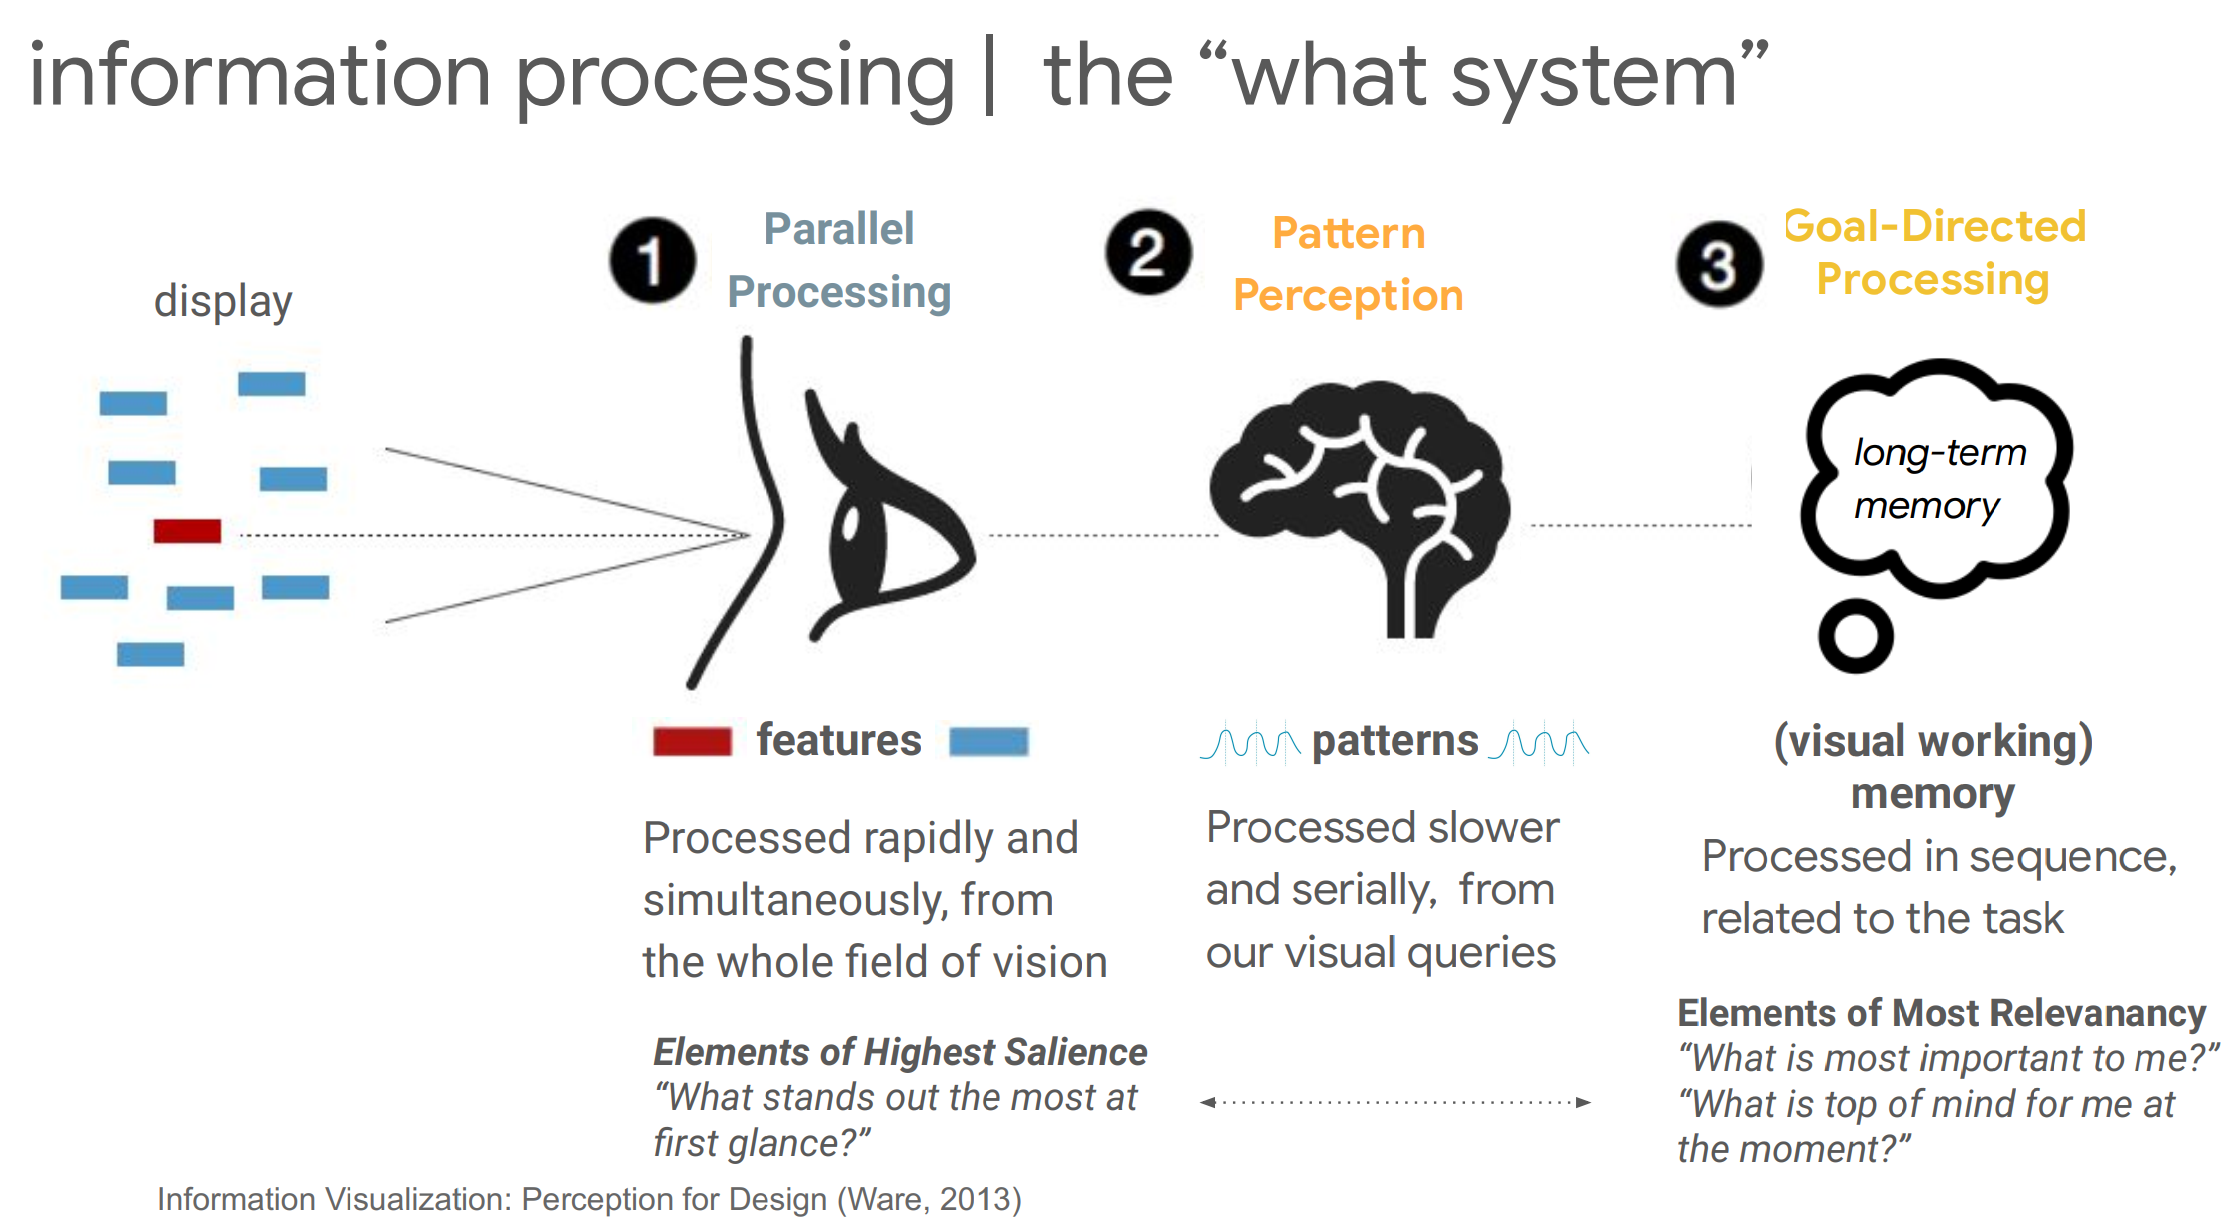 information processing | the “what system”
display
1
Parallel
Processing
2
Pattern
Perception
3
Goal-Directed
Processing
long-term
memory
features
Processed rapidly and
simultaneously, from
the whole field of vision
Elements of Highest Salience
“What stands out the most at
first glance?”
patterns
Processed slower
and serially, from
our visual queries
(visual working)
memory
Processed in sequence,
related to the task
Elements of Most Relevanancy
“What is most important to me?”
“What is top of mind for me at
the moment?”
Information Visualization: Perception for Design (Ware, 2013)